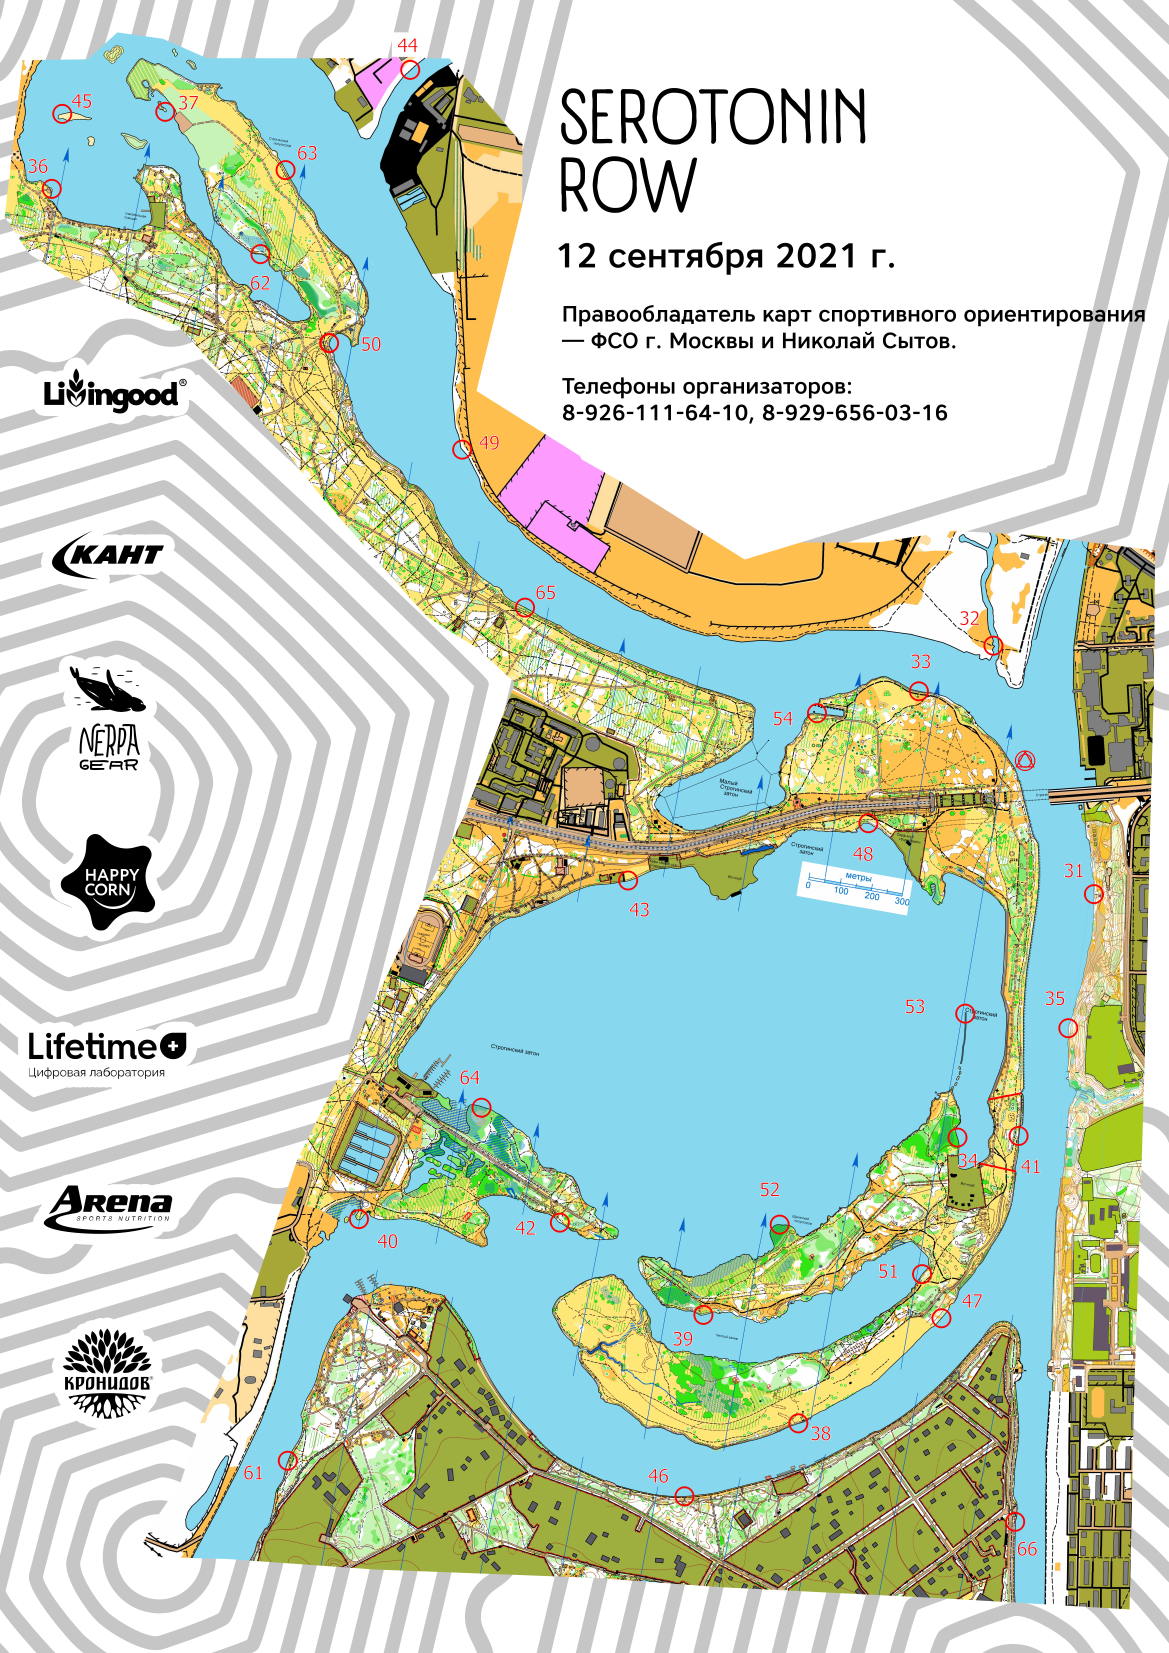 SEROTONIN
ROW
12 сентября 2021 г.
Правообладатель карт спортивного ориентирования
— ФСО г. Москвы и Николай Сытов.
Телефоны организаторов:
8-926-111-64-10, 8-929-656-03-16
44
45
37
63
36
62
50
49
65
32
33
54
Малый
Строгинский
затон
Строгинский
затон
48
метры
0 100 200 300
31
43
53
Строгинский
затон
35
Строгинский затон
64
34
41
52
42
40
51
47
39
38
46
61
66
Livingood®
КАНТ
NERPA
GEAR
HAPPY
CORN
Lifetime+
Цифровая лаборатория
ARENA
SPORTS NUTRITION
КРОНИДОВ